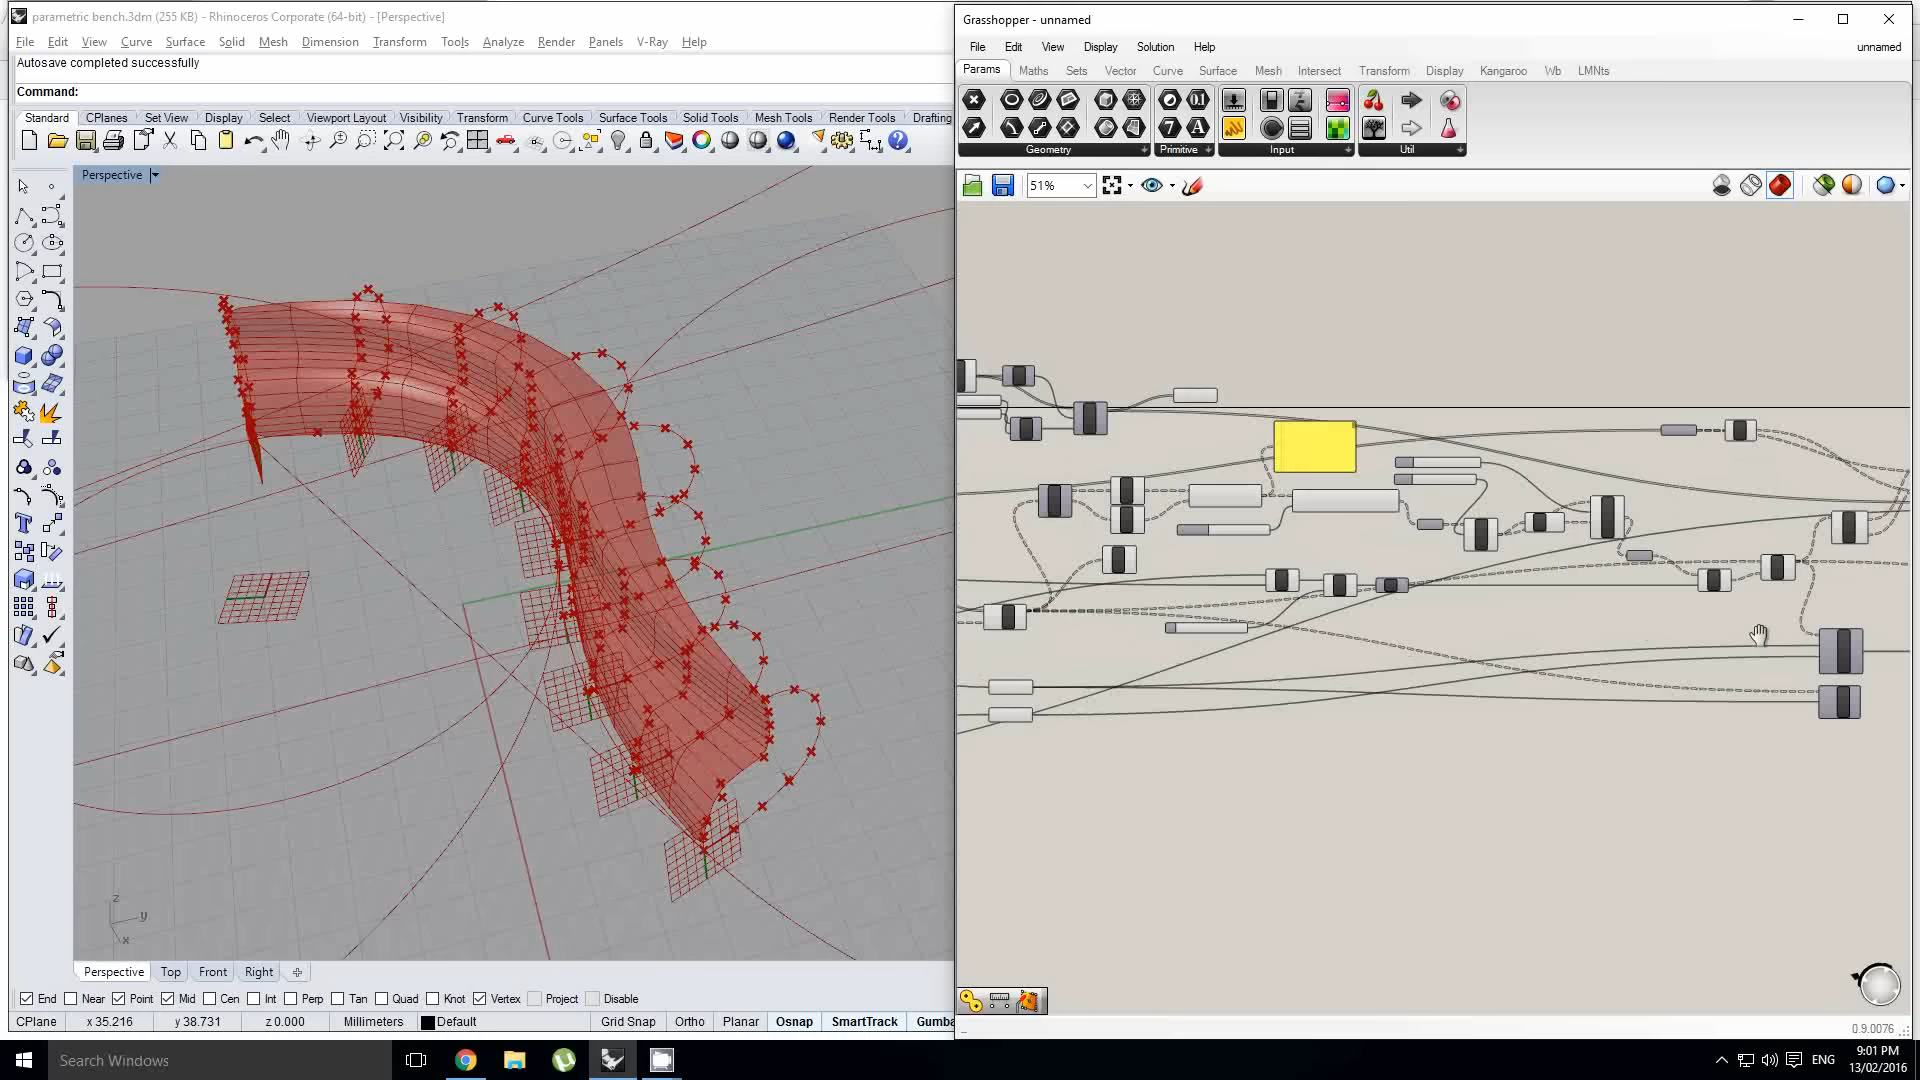 parametric bench.3dm (255 KB) - Rhinoceros Corporate (64-bit) - [Perspective]
File Edit View Curve Surface Solid Mesh Dimension Transform Tools Analyze Render Panels V-Ray Help
Autosave completed successfully
Command:
Standard CPlanes Set View Display Select Viewport Layout Visibility Transform Curve Tools Surface Tools Solid Tools Mesh Tools Render Tools Drafting
Perspective
z
y
x
Perspective Top Front Right
End Near Point Mid Cen Int Perp Tan Quad Knot Vertex Project Disable
CPlane x 35.216 y 38.731 z 0.000 Millimeters Default Grid Snap Ortho Planar Osnap SmartTrack Gumba
Grasshopper - unnamed
File Edit View Display Solution Help unnamed
Params Maths Sets Vector Curve Surface Mesh Intersect Transform Display Kangaroo Wb LMNts
Geometry Primitive Input Util
51%
0.9.0076
Search Windows
ENG
9:01 PM
13/02/2016